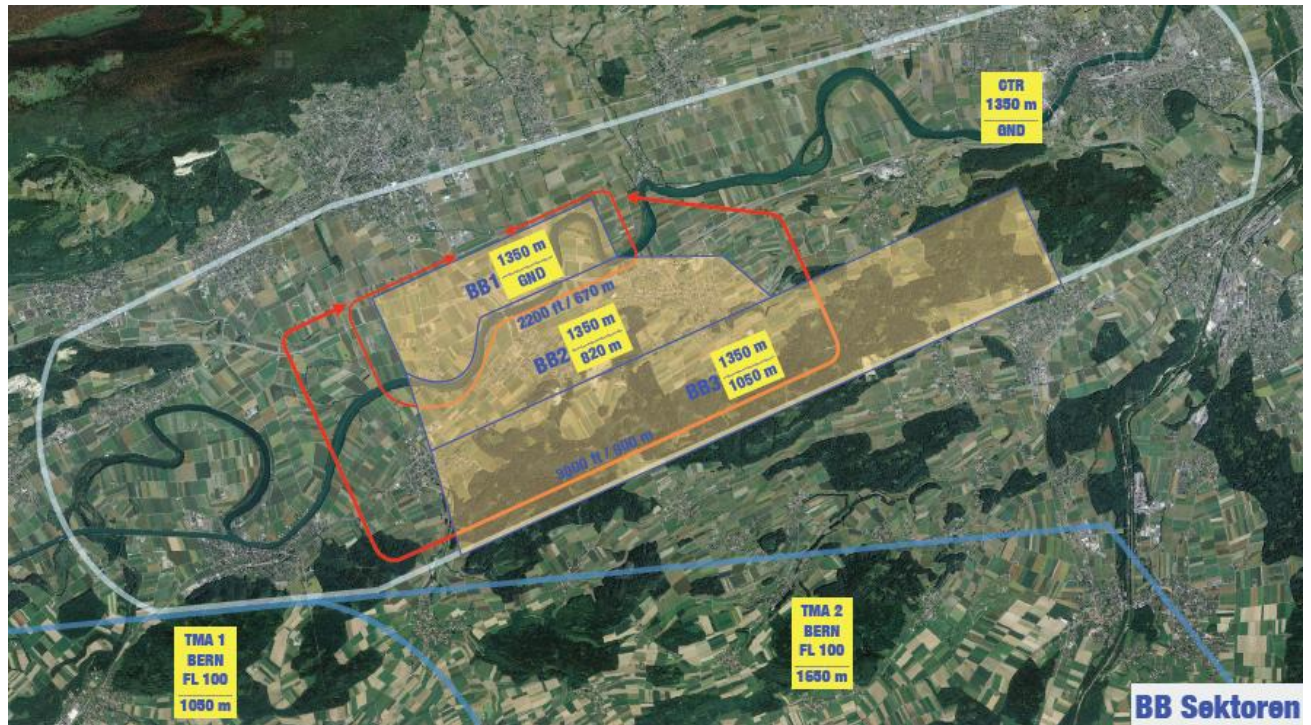 CTR
1350 m
GND
BB1
1350 m
GND
2200 ft / 670 m
BB2
1350 m
820 m
BB3
1350 m
1050 m
3000 ft / 900 m
TMA 1
BERN
FL 100
1050 m
TMA 2
BERN
FL 100
1650 m
BB Sektoren